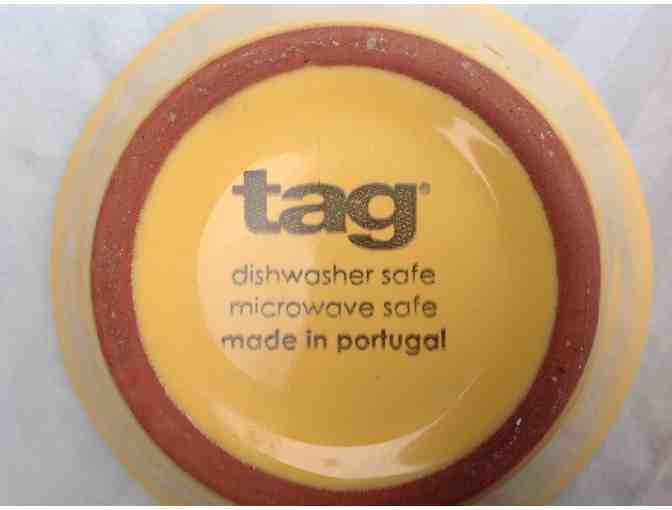 tag®
dishwasher safe
microwave safe
made in portugal